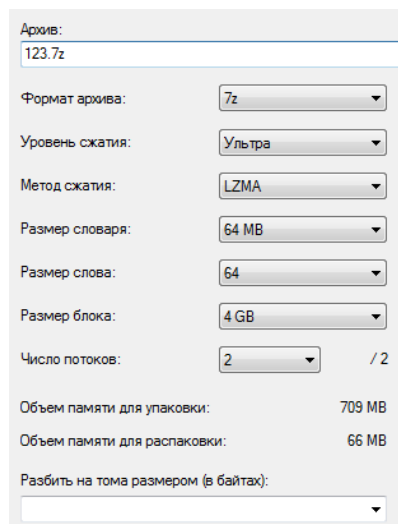 Архив:
123.7z
Формат архива: 7z
Уровень сжатия: Ультра
Метод сжатия: LZMA
Размер словаря: 64 MB
Размер слова: 64
Размер блока: 4 GB
Число потоков: 2 / 2
Объем памяти для упаковки: 709 MB
Объем памяти для распаковки: 66 MB
Разбить на тома размером (в байтах):